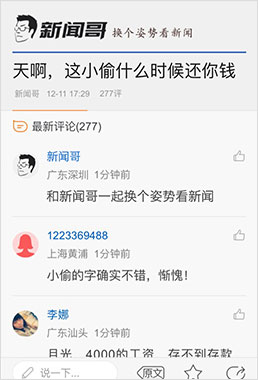 新闻哥 换个姿势看新闻
天啊，这小偷什么时候还你钱
新闻哥 12-11 17:29 277评
最新评论(277)
新闻哥
广东深圳 1分钟前
和新闻哥一起换个姿势看新闻
1223369488
上海黄浦 1分钟前
小偷的字确实不错，惭愧！
李娜
广东汕头 1分钟前
月光，4000的工资，存不到存款
说一下... 原文